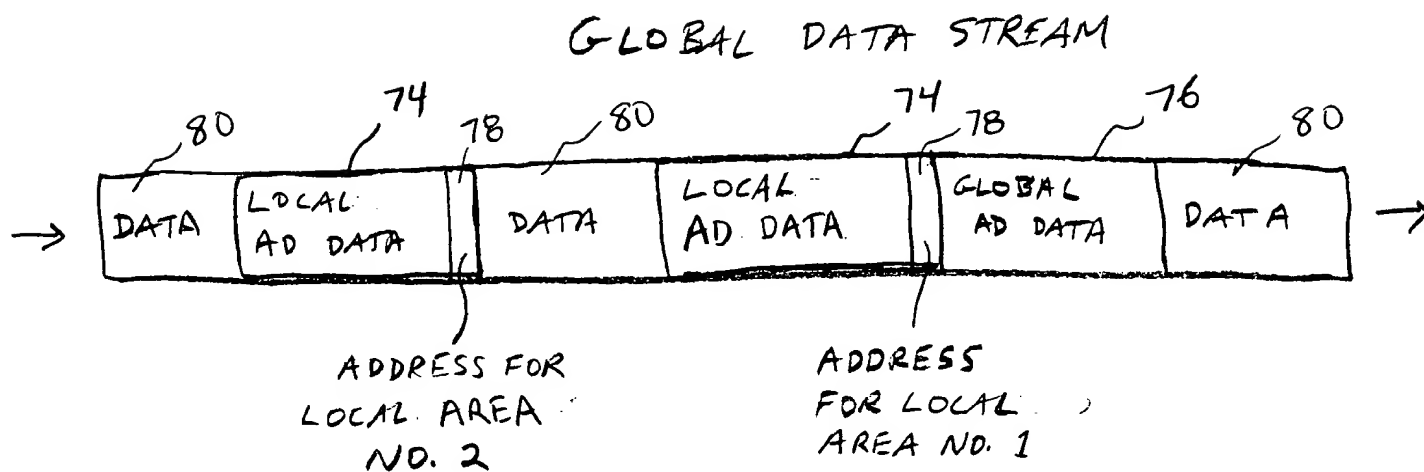 GLOBAL DATA STREAM
80 74 78 80 74 78 76 80
DATA LOCAL AD DATA DATA LOCAL AD DATA GLOBAL AD DATA DATA
ADDRESS FOR
LOCAL AREA
NO. 2
ADDRESS
FOR LOCAL
AREA NO. 1